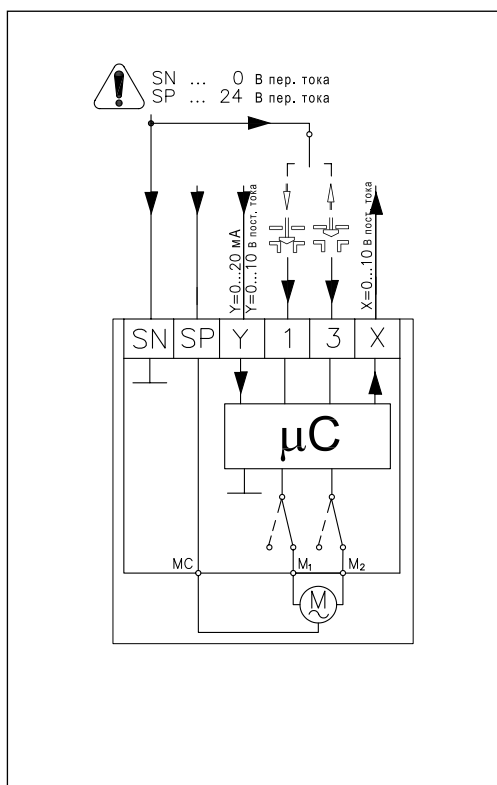 SN ... 0 В пер. тока
SP ... 24 В пер. тока
Y=0...20 мА
Y=0...10 В пост. тока
X=0...10 В пост. тока
SN SP Y 1 3 X
µC
MC M₁ M₂
M